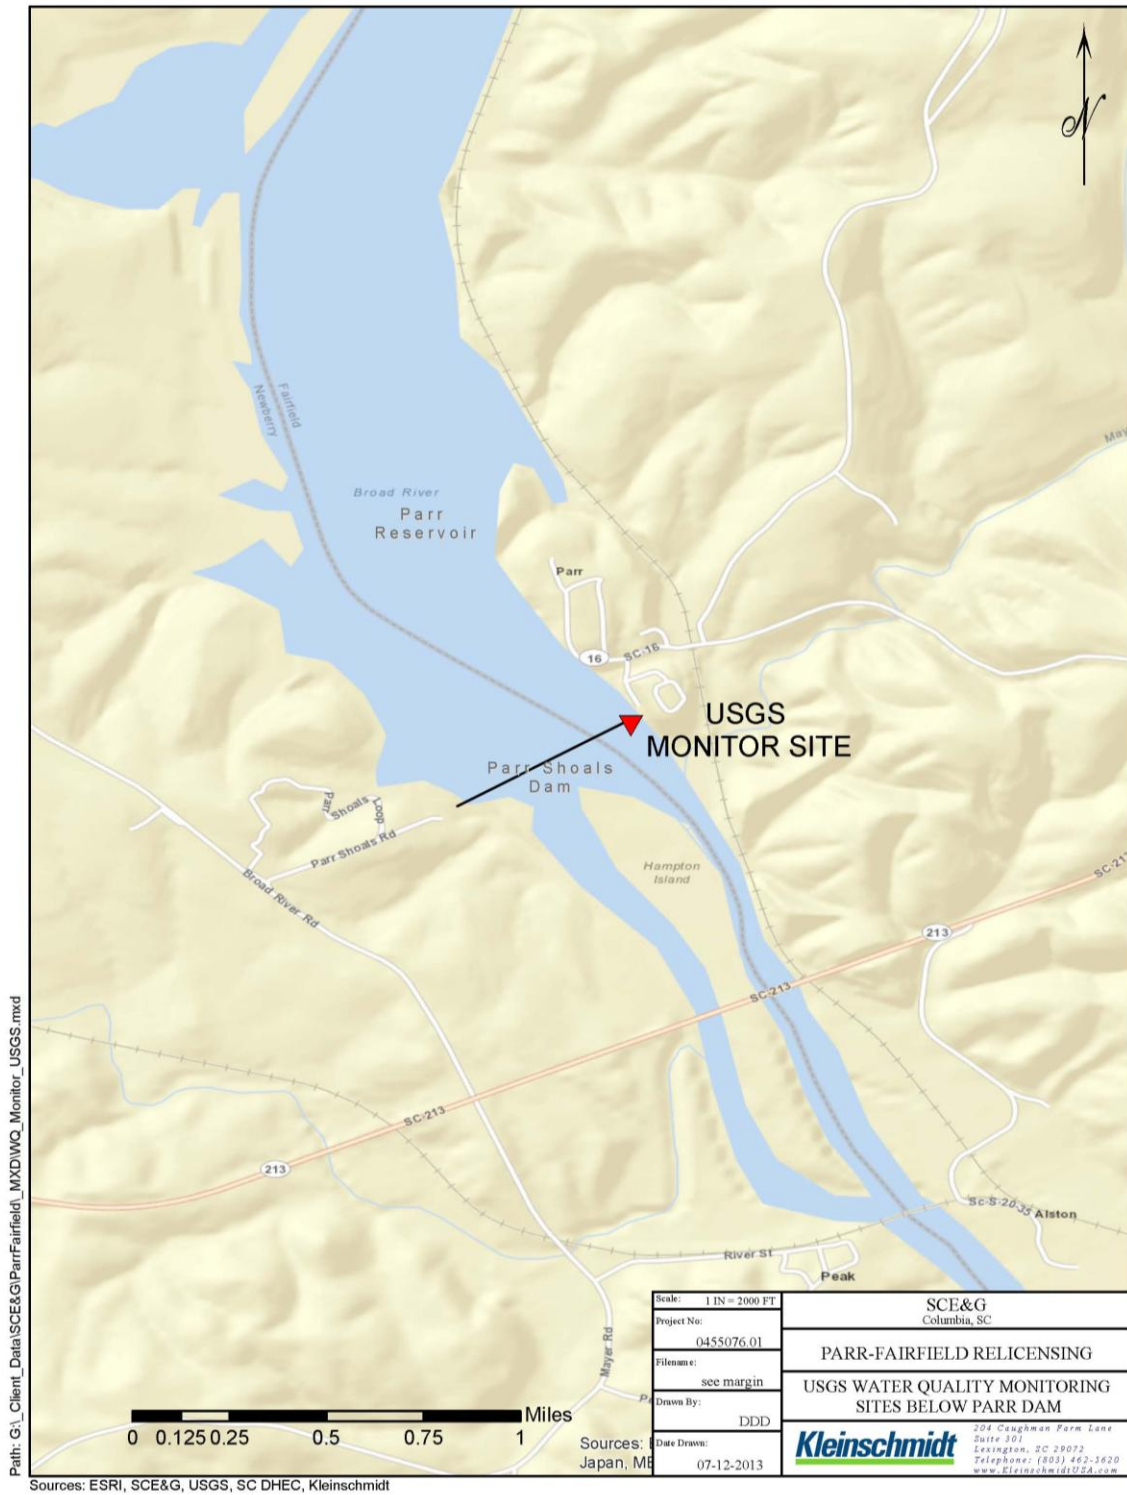 N
May
Newberry
Fairfield
Broad River
Parr
Reservoir
Parr
16
SC-16
USGS
MONITOR SITE
Parr Shoals
Dam
Parr
Shoals
Loop
Parr Shoals Rd
Broad River Rd
Hampton
Island
SC-213
213
SC-213
SC-213
213
Sc-S-20-35
Alston
River St
Peak
Mayer Rd
Miles
0 0.125 0.25 0.5 0.75 1
Sources:
Japan, ME
Scale: 1 IN = 2000 FT
Project No:
0455076.01
Filename:
see margin
Drawn By:
DDD
Date Drawn:
07-12-2013
SCE&G
Columbia, SC
PARR-FAIRFIELD RELICENSING
USGS WATER QUALITY MONITORING
SITES BELOW PARR DAM
Kleinschmidt
204 Caughman Farm Lane
Suite 301
Lexington, SC 29072
Telephone: (803) 462-5620
www.KleinschmidtUSA.com
Path: G:\_Client_Data\SCE&G\ParrFairfield\_MXD\WQ_Monitor_USGS.mxd
Sources: ESRI, SCE&G, USGS, SC DHEC, Kleinschmidt